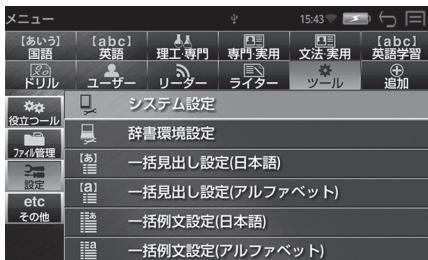 メニュー 15:43
【あいう】 【abc】 【abc】
国語 英語 理工・専門 専門・実用 文法・実用 英語学習
ドリル ユーザー リーダー ライター ツール 追加
役立つツール
ファイル管理
設定
etc
その他
システム設定
辞書環境設定
[あ] 一括見出し設定(日本語)
[a] 一括見出し設定(アルファベット)
あ 一括例文設定(日本語)
a 一括例文設定(アルファベット)